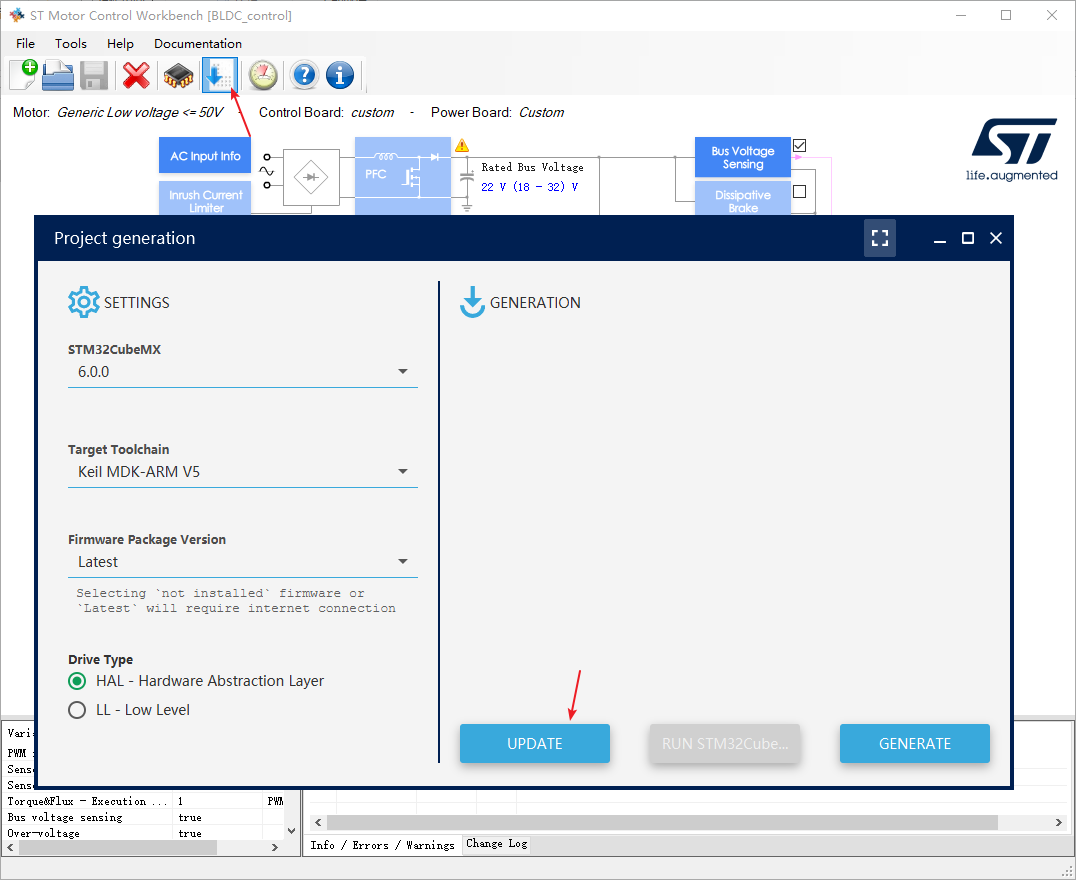 ST Motor Control Workbench [BLDC_control]
File Tools Help Documentation
Motor: Generic Low voltage <= 50V - Control Board: custom - Power Board: Custom
life.augmented
AC Input Info
Inrush Current
Limiter
PFC
Rated Bus Voltage
22 V (18 - 32) V
Bus Voltage
Sensing
Dissipative
Brake
Project generation
SETTINGS
STM32CubeMX
6.0.0
Target Toolchain
Keil MDK-ARM V5
Firmware Package Version
Latest
Selecting `not installed` firmware or
`Latest` will require internet connection
Drive Type
HAL - Hardware Abstraction Layer
LL - Low Level
GENERATION
UPDATE
RUN STM32Cube...
GENERATE
Vari
PWM
Sens
Sens
Torque&Flux - Execution ... 1 PWM
Bus voltage sensing true
Over-voltage true
Info / Errors / Warnings Change Log